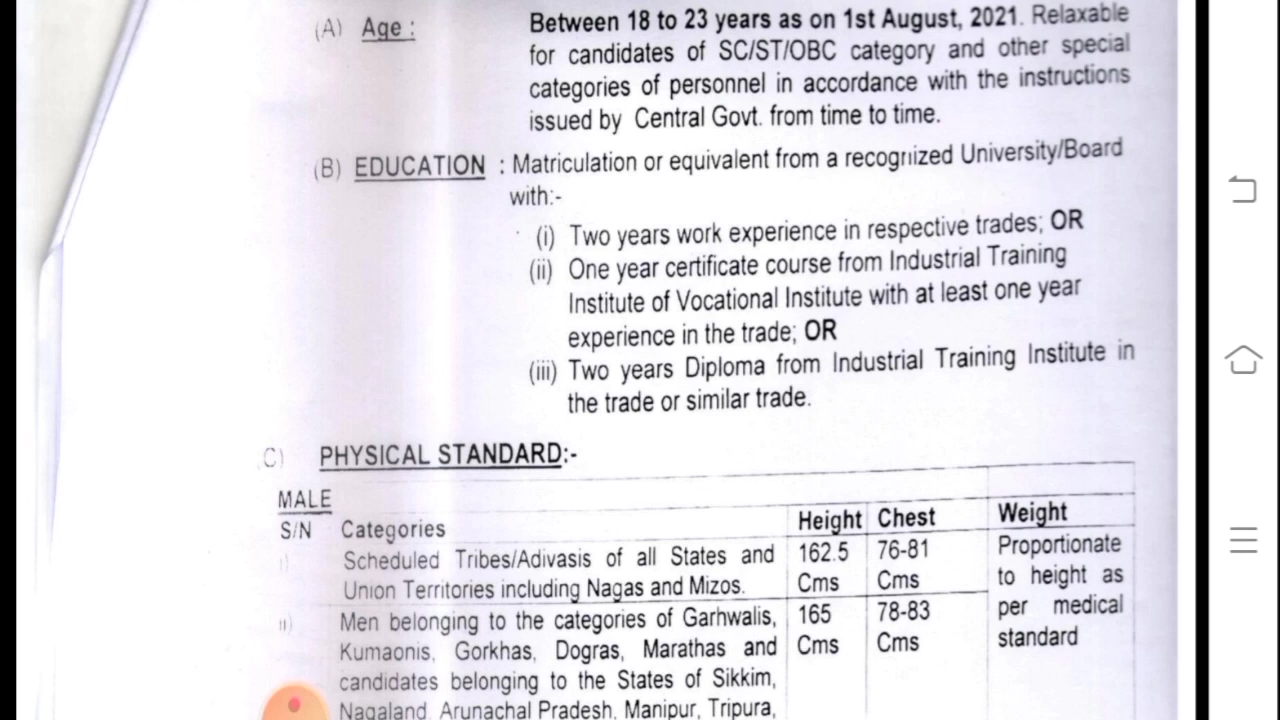 (A) Age :
Between 18 to 23 years as on 1st August, 2021. Relaxable
for candidates of SC/ST/OBC category and other special
categories of personnel in accordance with the instructions
issued by Central Govt. from time to time.
(B) EDUCATION : Matriculation or equivalent from a recognized University/Board
with:-
(i) Two years work experience in respective trades; OR
(ii) One year certificate course from Industrial Training
Institute of Vocational Institute with at least one year
experience in the trade; OR
(iii) Two years Diploma from Industrial Training Institute in
the trade or similar trade.
C) PHYSICAL STANDARD:-
MALE
S/N Categories Height Chest Weight
i) Scheduled Tribes/Adivasis of all States and 162.5 76-81 Proportionate
Union Territories including Nagas and Mizos. Cms Cms to height as
ii) Men belonging to the categories of Garhwalis, 165 78-83 per medical
Kumaonis, Gorkhas, Dogras, Marathas and Cms Cms standard
candidates belonging to the States of Sikkim,
Nagaland, Arunachal Pradesh, Manipur, Tripura,